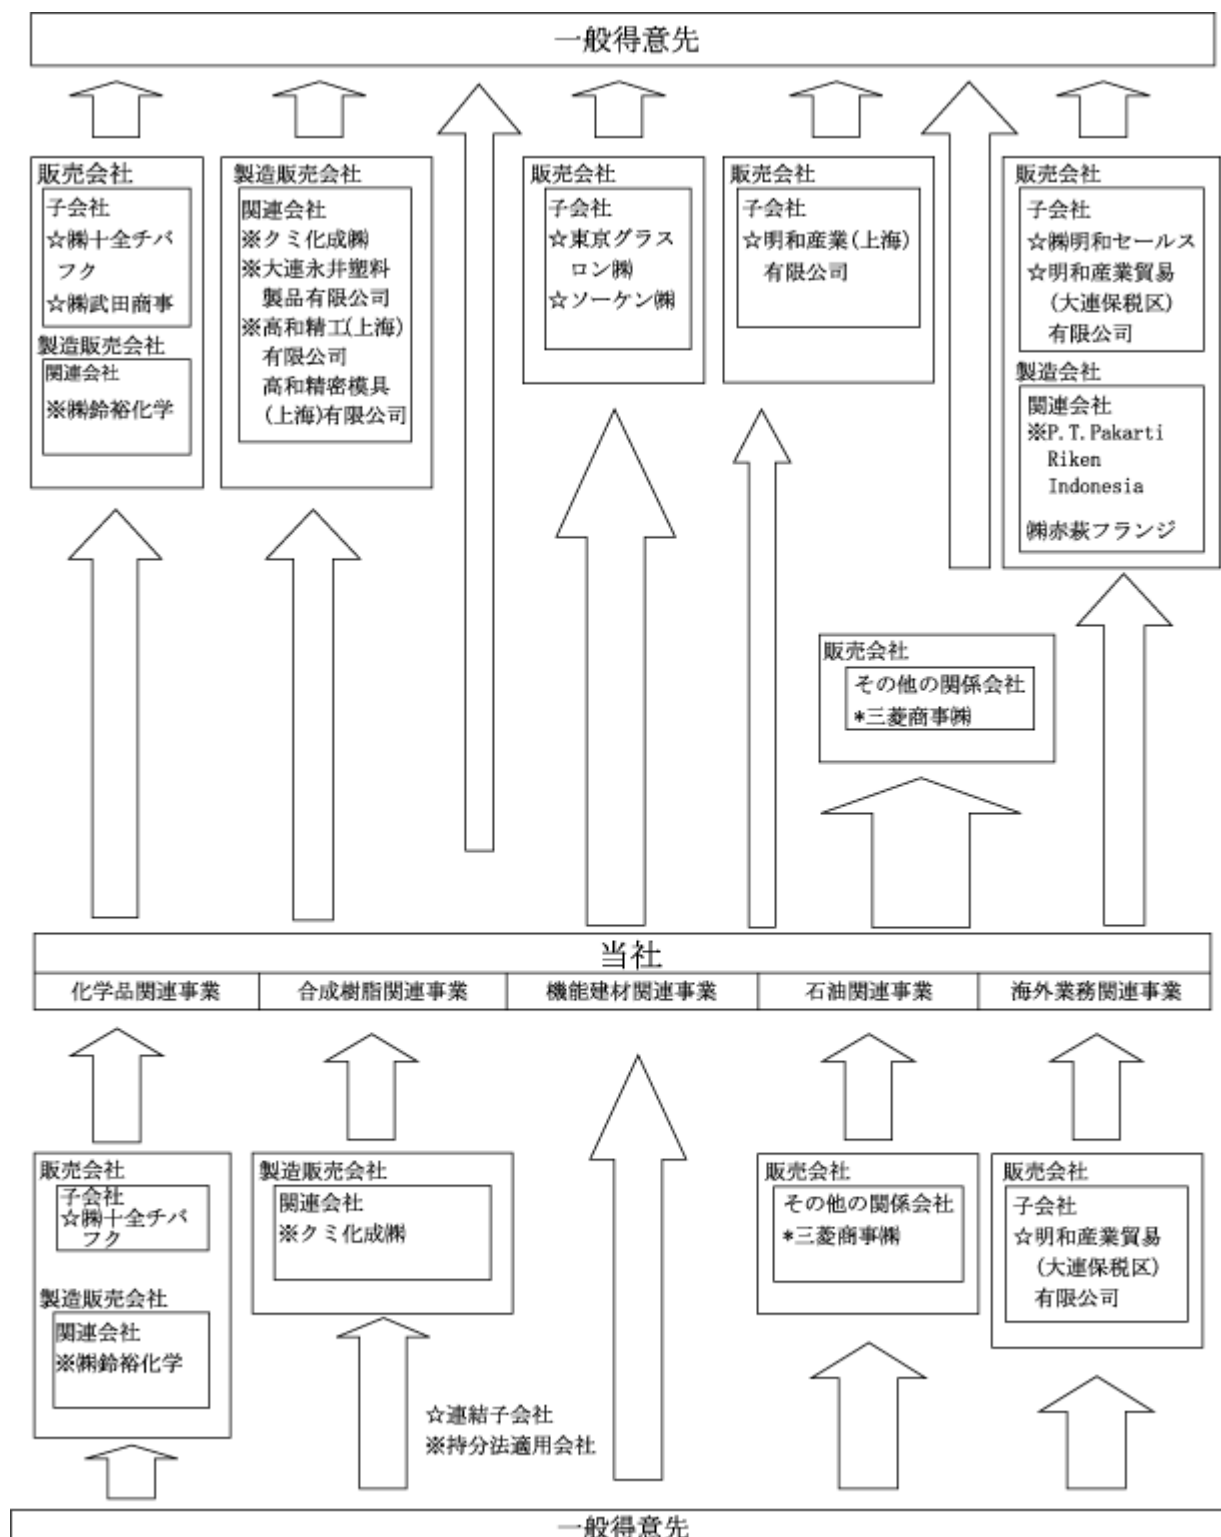 一般得意先
販売会社
子会社
☆㈱十全チバ
フク
☆㈱武田商事
製造販売会社
関連会社
※㈱鈴裕化学
製造販売会社
関連会社
※クミ化成㈱
※大連永井塑料
製品有限公司
※高和精工(上海)
有限公司
高和精密模具
(上海)有限公司
販売会社
子会社
☆東京グラス
ロン㈱
☆ソーケン㈱
販売会社
子会社
☆明和産業(上海)
有限公司
販売会社
子会社
☆㈱明和セールス
☆明和産業貿易
(大連保税区)
有限公司
製造会社
関連会社
※P.T.Pakarti
Riken
Indonesia
㈱赤萩フランジ
販売会社
その他の関係会社
*三菱商事㈱
当社
化学品関連事業
合成樹脂関連事業
機能建材関連事業
石油関連事業
海外業務関連事業
販売会社
子会社
☆㈱十全チバ
フク
製造販売会社
関連会社
※㈱鈴裕化学
製造販売会社
関連会社
※クミ化成㈱
販売会社
その他の関係会社
*三菱商事㈱
販売会社
子会社
☆明和産業貿易
(大連保税区)
有限公司
☆連結子会社
※持分法適用会社
一般得意先